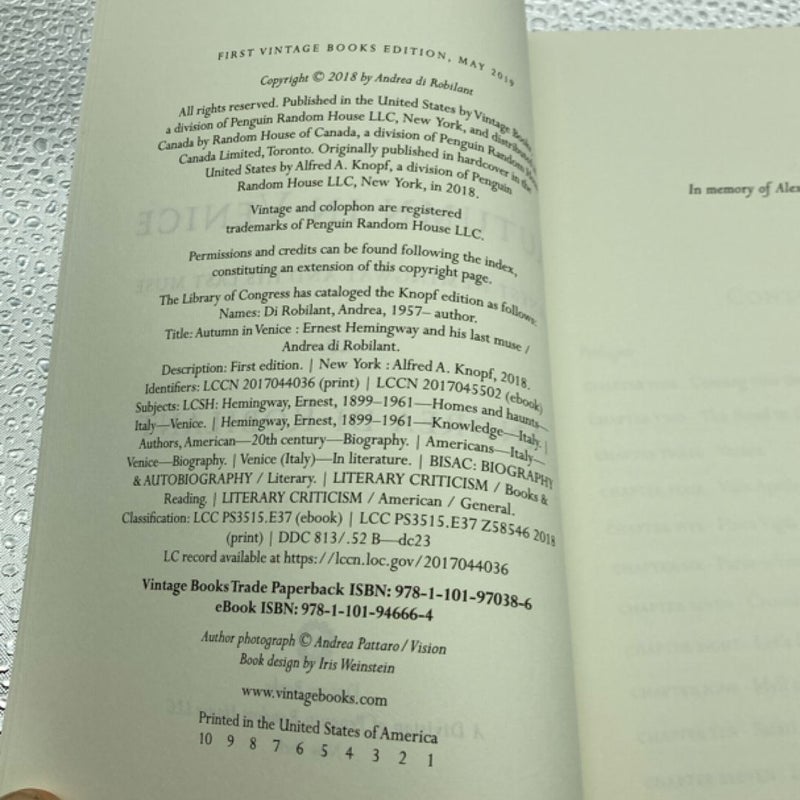 FIRST VINTAGE BOOKS EDITION, MAY 2019
Copyright © 2018 by Andrea di Robilant
All rights reserved. Published in the United States by Vintage Books,
a division of Penguin Random House LLC, New York, and distributed in
Canada by Random House of Canada, a division of Penguin Random House
Canada Limited, Toronto. Originally published in hardcover in the
United States by Alfred A. Knopf, a division of Penguin
Random House LLC, New York, in 2018.
Vintage and colophon are registered
trademarks of Penguin Random House LLC.
Permissions and credits can be found following the index,
constituting an extension of this copyright page.
The Library of Congress has cataloged the Knopf edition as follows:
Names: Di Robilant, Andrea, 1957– author.
Title: Autumn in Venice : Ernest Hemingway and his last muse /
Andrea di Robilant.
Description: First edition. | New York : Alfred A. Knopf, 2018.
Identifiers: LCCN 2017044036 (print) | LCCN 2017045502 (ebook)
Subjects: LCSH: Hemingway, Ernest, 1899–1961—Homes and haunts—
Italy—Venice. | Hemingway, Ernest, 1899–1961—Knowledge—Italy. |
Authors, American—20th century—Biography. | Americans—Italy—
Venice—Biography. | Venice (Italy)—In literature. | BISAC: BIOGRAPHY
& AUTOBIOGRAPHY / Literary. | LITERARY CRITICISM / Books &
Reading. | LITERARY CRITICISM / American / General.
Classification: LCC PS3515.E37 (ebook) | LCC PS3515.E37 Z58546 2018
(print) | DDC 813/.52 B—dc23
LC record available at https://lccn.loc.gov/2017044036
Vintage Books Trade Paperback ISBN: 978-1-101-97038-6
eBook ISBN: 978-1-101-94666-4
Author photograph © Andrea Pattaro / Vision
Book design by Iris Weinstein
www.vintagebooks.com
Printed in the United States of America
10 9 8 7 6 5 4 3 2 1
In memory of Alex